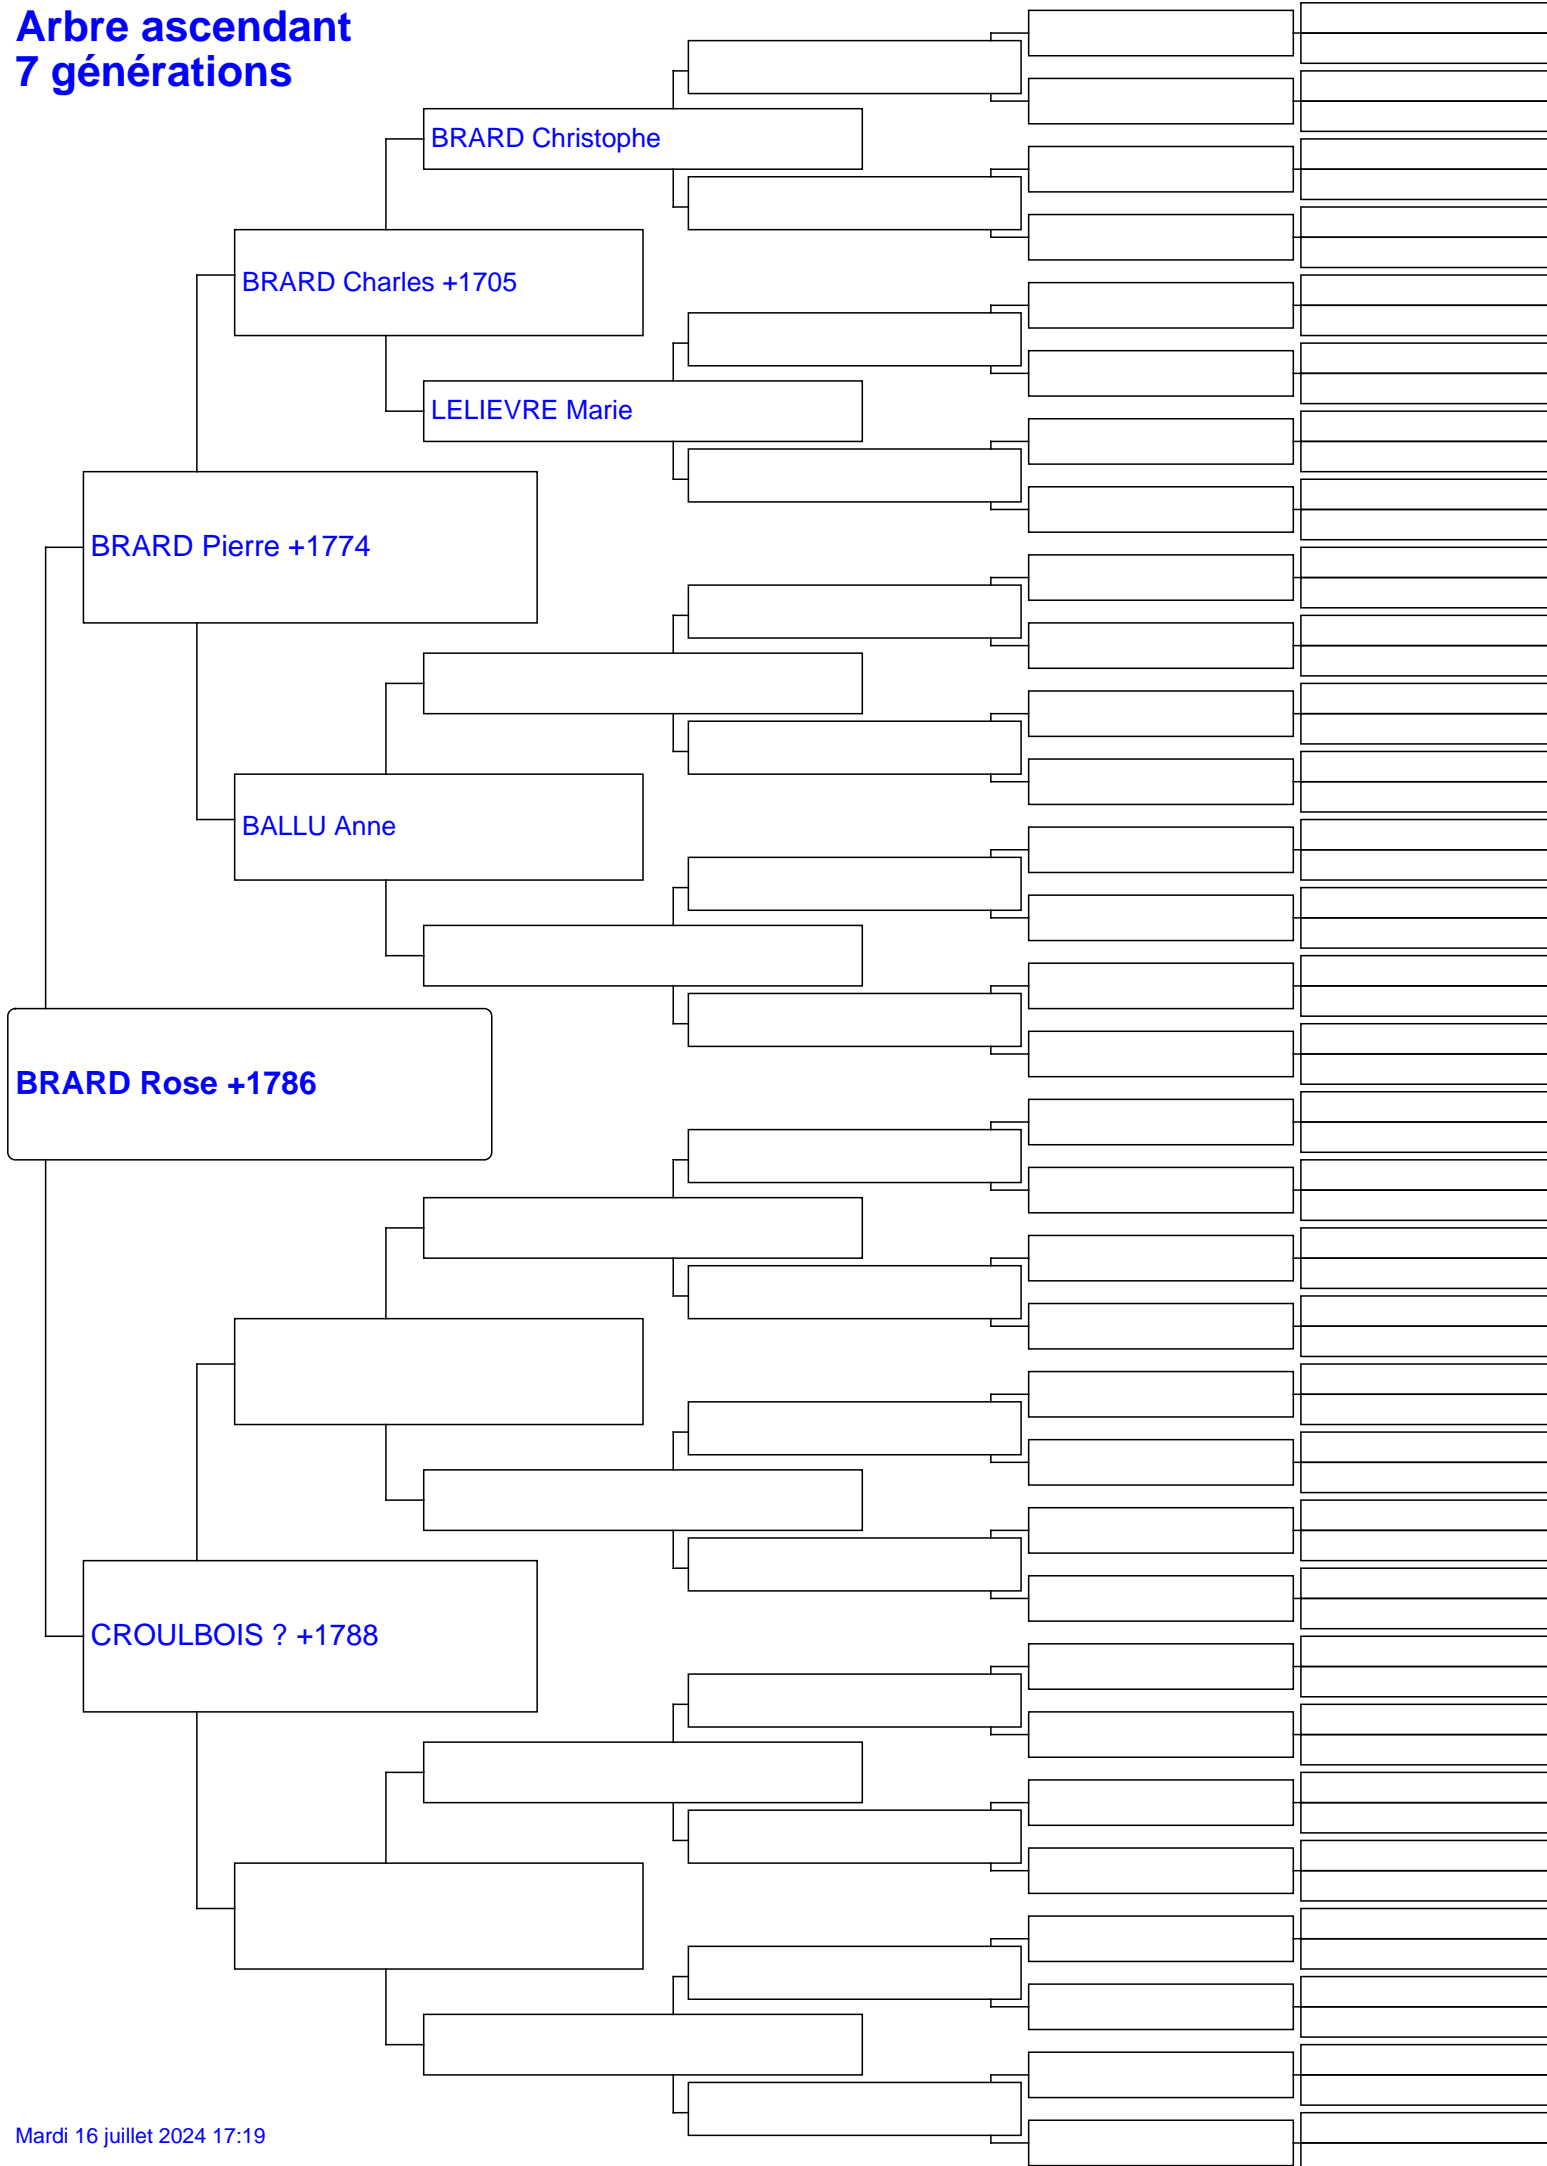 Arbre ascendant
7 générations
BRARD Christophe
BRARD Charles +1705
LELIEVRE Marie
BRARD Pierre +1774
BALLU Anne
BRARD Rose +1786
CROULBOIS ? +1788
Mardi 16 juillet 2024 17:19